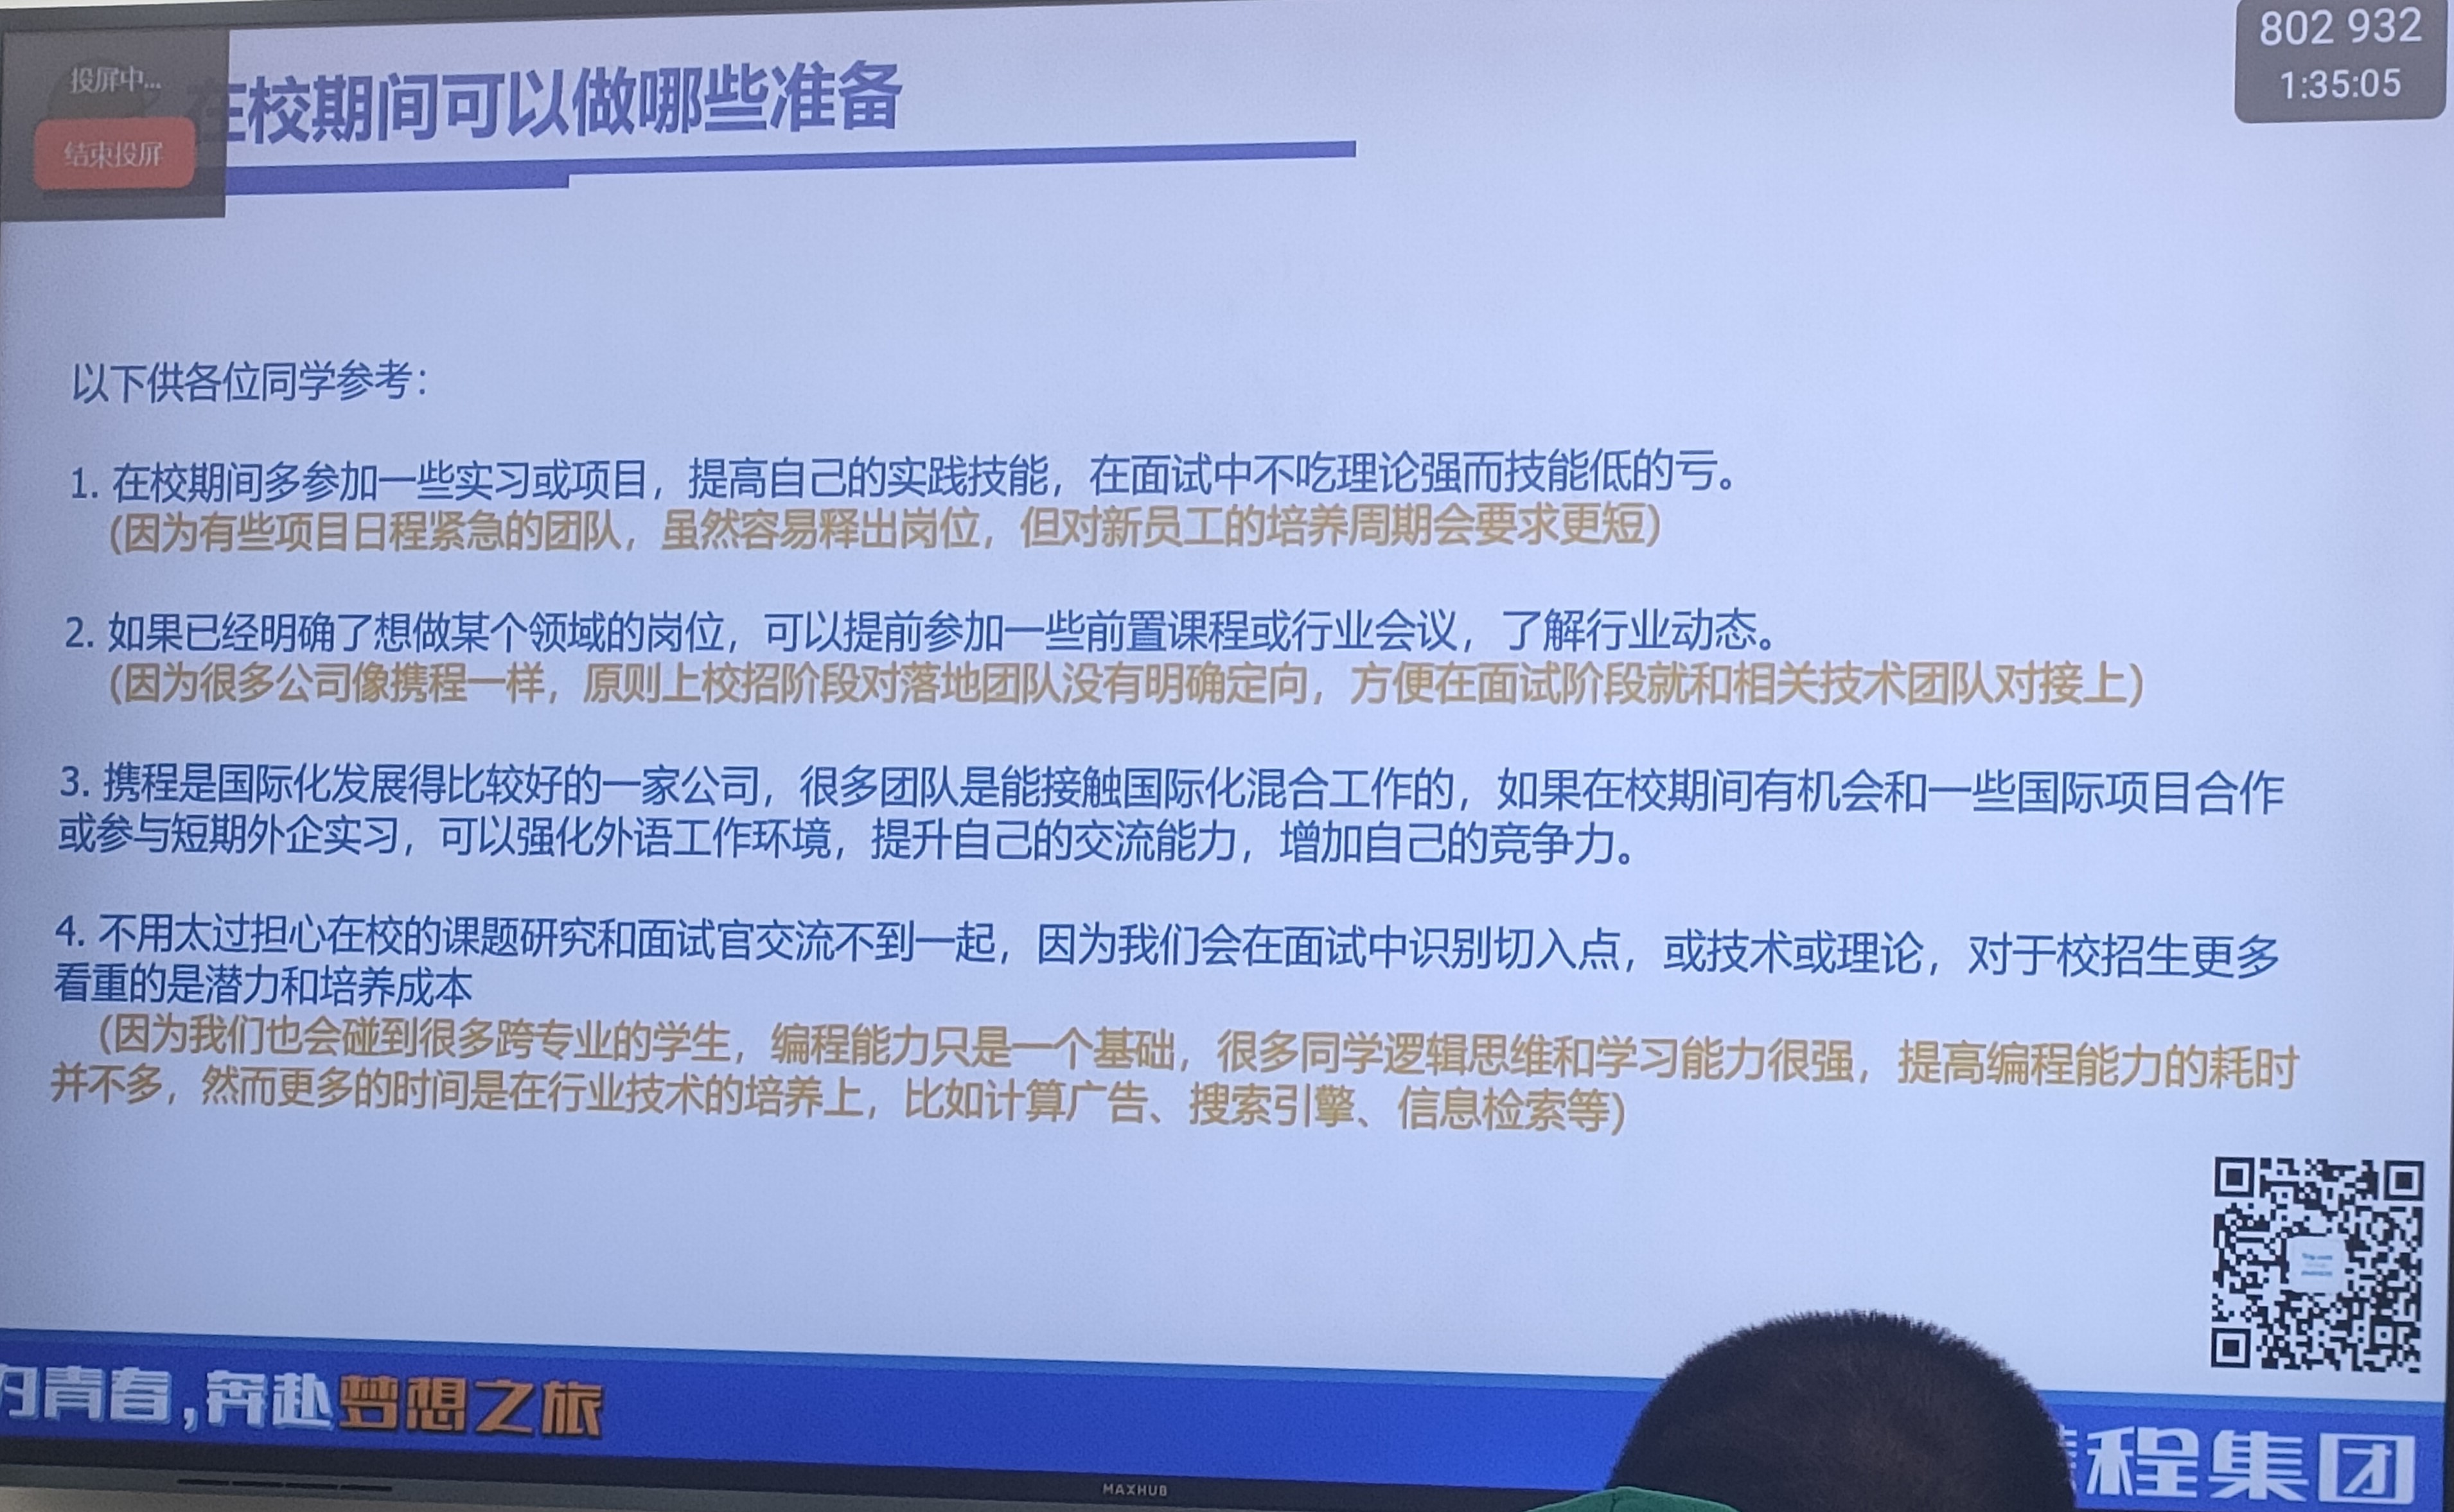 投屏中...
结束投屏
802 932
1:35:05
在校期间可以做哪些准备
以下供各位同学参考：
1. 在校期间多参加一些实习或项目，提高自己的实践技能，在面试中不吃理论强而技能低的亏。
(因为有些项目日程紧急的团队，虽然容易释出岗位，但对新员工的培养周期会要求更短)
2. 如果已经明确了想做某个领域的岗位，可以提前参加一些前置课程或行业会议，了解行业动态。
(因为很多公司像携程一样，原则上校招阶段对落地团队没有明确定向，方便在面试阶段就和相关技术团队对接上)
3. 携程是国际化发展得比较好的一家公司，很多团队是能接触国际化混合工作的，如果在校期间有机会和一些国际项目合作
或参与短期外企实习，可以强化外语工作环境，提升自己的交流能力，增加自己的竞争力。
4. 不用太过担心在校的课题研究和面试官交流不到一起，因为我们会在面试中识别切入点，或技术或理论，对于校招生更多
看重的是潜力和培养成本
(因为我们也会碰到很多跨专业的学生，编程能力只是一个基础，很多同学逻辑思维和学习能力很强，提高编程能力的耗时
并不多，然而更多的时间是在行业技术的培养上，比如计算广告、搜索引擎、信息检索等)
青春,奔赴梦想之旅
程集团
MAXHUB